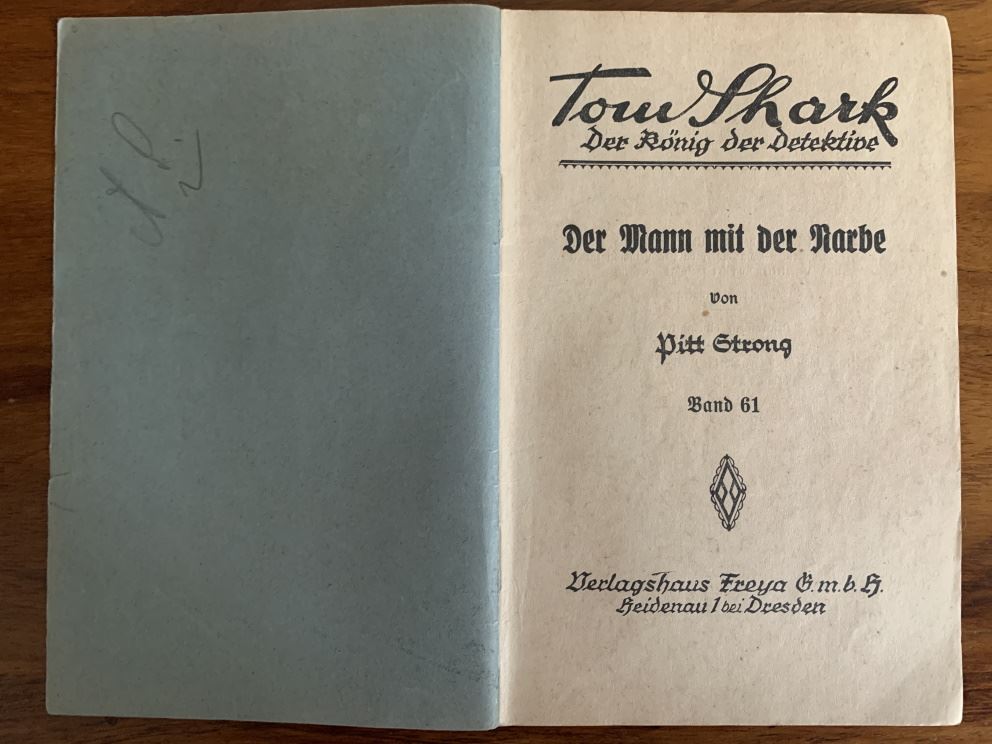 Tom Shark
Der König der Detektive
Der Mann mit der Narbe
von
Pitt Strong
Band 61
Verlagshaus Freya G.m.b.H.
Heidenau 1 bei Dresden